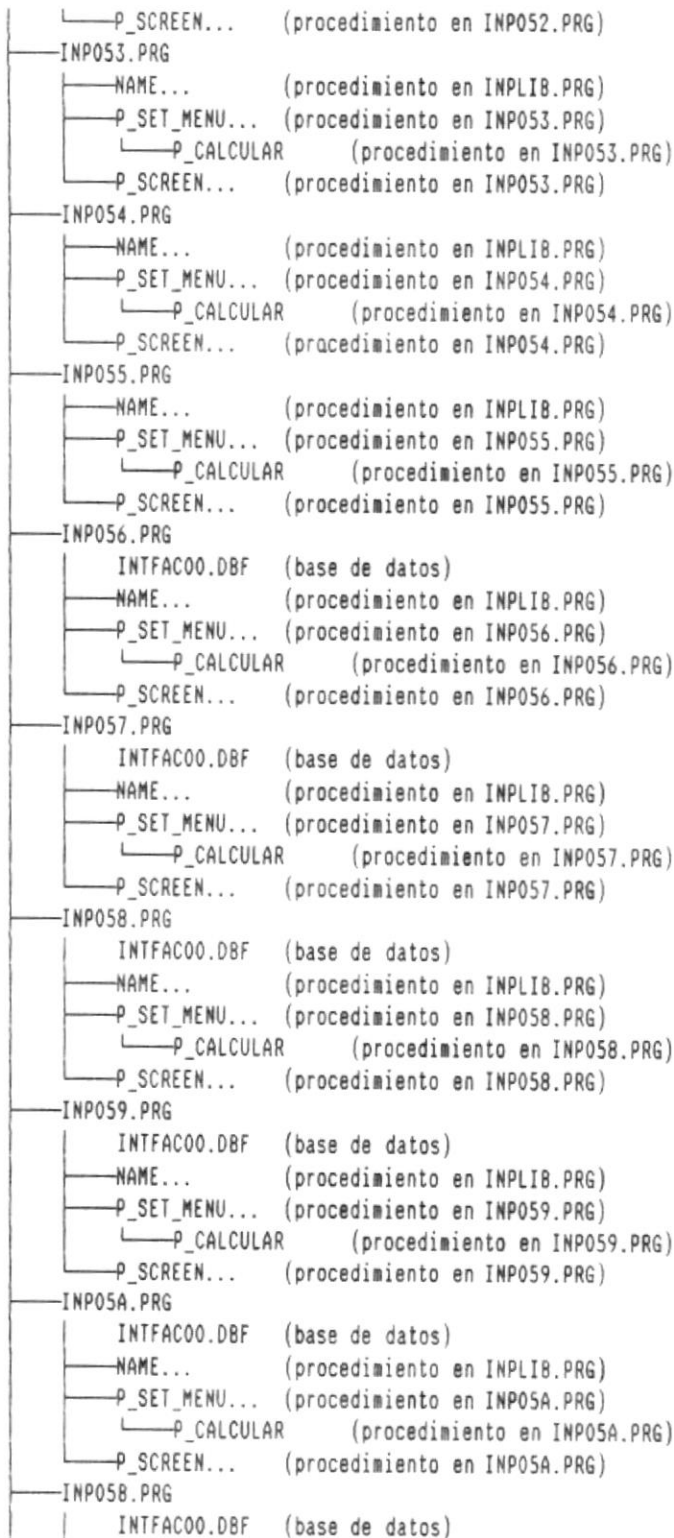 P_SCREEN... (procedimiento en INP052.PRG)
INP053.PRG
NAME... (procedimiento en INPLIB.PRG)
P_SET_MENU... (procedimiento en INP053.PRG)
P_CALCULAR (procedimiento en INP053.PRG)
P_SCREEN... (procedimiento en INP053.PRG)
INP054.PRG
NAME... (procedimiento en INPLIB.PRG)
P_SET_MENU... (procedimiento en INP054.PRG)
P_CALCULAR (procedimiento en INP054.PRG)
P_SCREEN... (procedimiento en INP054.PRG)
INP055.PRG
NAME... (procedimiento en INPLIB.PRG)
P_SET_MENU... (procedimiento en INP055.PRG)
P_CALCULAR (procedimiento en INP055.PRG)
P_SCREEN... (procedimiento en INP055.PRG)
INP056.PRG
INTFAC00.DBF (base de datos)
NAME... (procedimiento en INPLIB.PRG)
P_SET_MENU... (procedimiento en INP056.PRG)
P_CALCULAR (procedimiento en INP056.PRG)
P_SCREEN... (procedimiento en INP056.PRG)
INP057.PRG
INTFAC00.DBF (base de datos)
NAME... (procedimiento en INPLIB.PRG)
P_SET_MENU... (procedimiento en INP057.PRG)
P_CALCULAR (procedimiento en INP057.PRG)
P_SCREEN... (procedimiento en INP057.PRG)
INP058.PRG
INTFAC00.DBF (base de datos)
NAME... (procedimiento en INPLIB.PRG)
P_SET_MENU... (procedimiento en INP058.PRG)
P_CALCULAR (procedimiento en INP058.PRG)
P_SCREEN... (procedimiento en INP058.PRG)
INP059.PRG
INTFAC00.DBF (base de datos)
NAME... (procedimiento en INPLIB.PRG)
P_SET_MENU... (procedimiento en INP059.PRG)
P_CALCULAR (procedimiento en INP059.PRG)
P_SCREEN... (procedimiento en INP059.PRG)
INP05A.PRG
INTFAC00.DBF (base de datos)
NAME... (procedimiento en INPLIB.PRG)
P_SET_MENU... (procedimiento en INP05A.PRG)
P_CALCULAR (procedimiento en INP05A.PRG)
P_SCREEN... (procedimiento en INP05A.PRG)
INP05B.PRG
INTFAC00.DBF (base de datos)